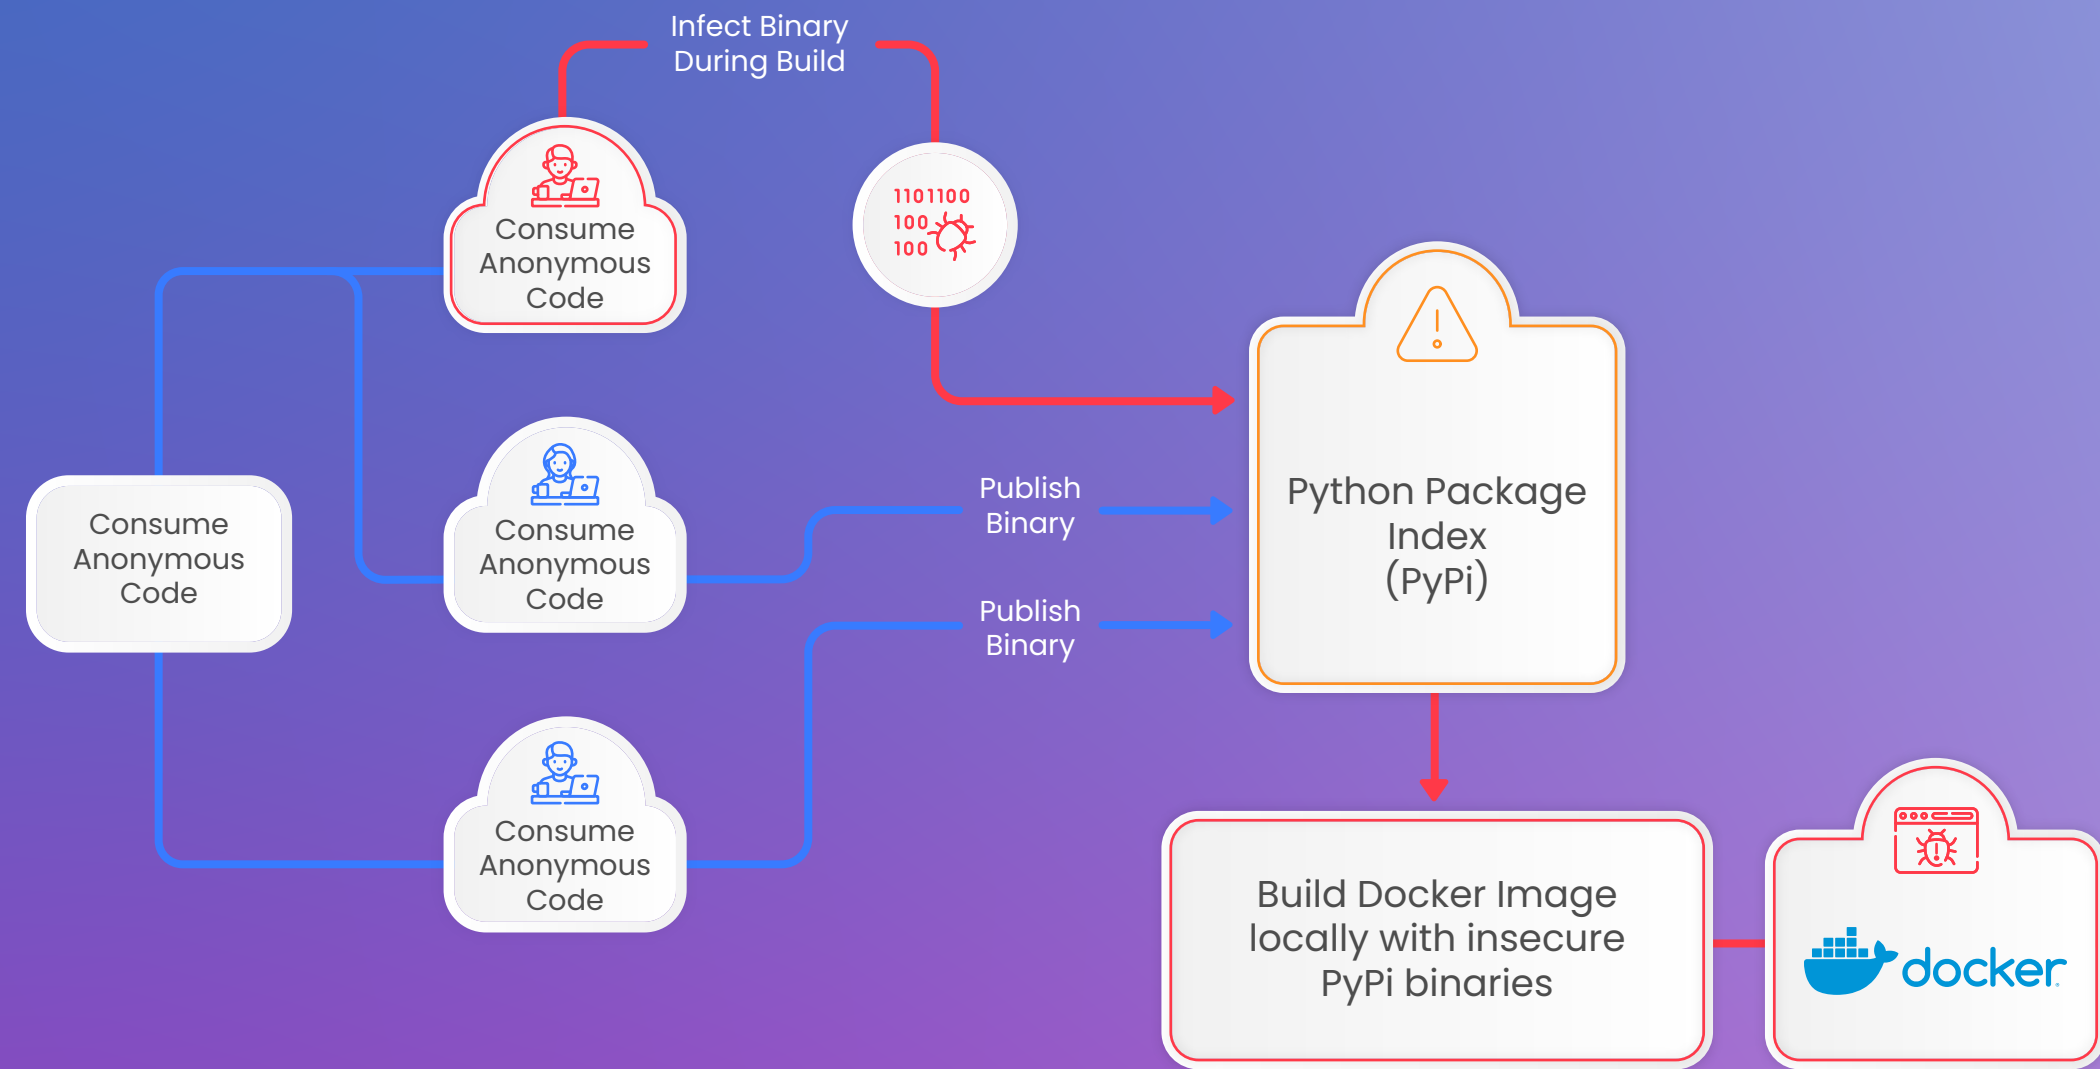 Infect Binary
During Build
1101100
100
100
Consume
Anonymous
Code
Consume
Anonymous
Code
Consume
Anonymous
Code
Consume
Anonymous
Code
Publish
Binary
Publish
Binary
Python Package
Index
(PyPi)
Build Docker Image
locally with insecure
PyPi binaries
docker